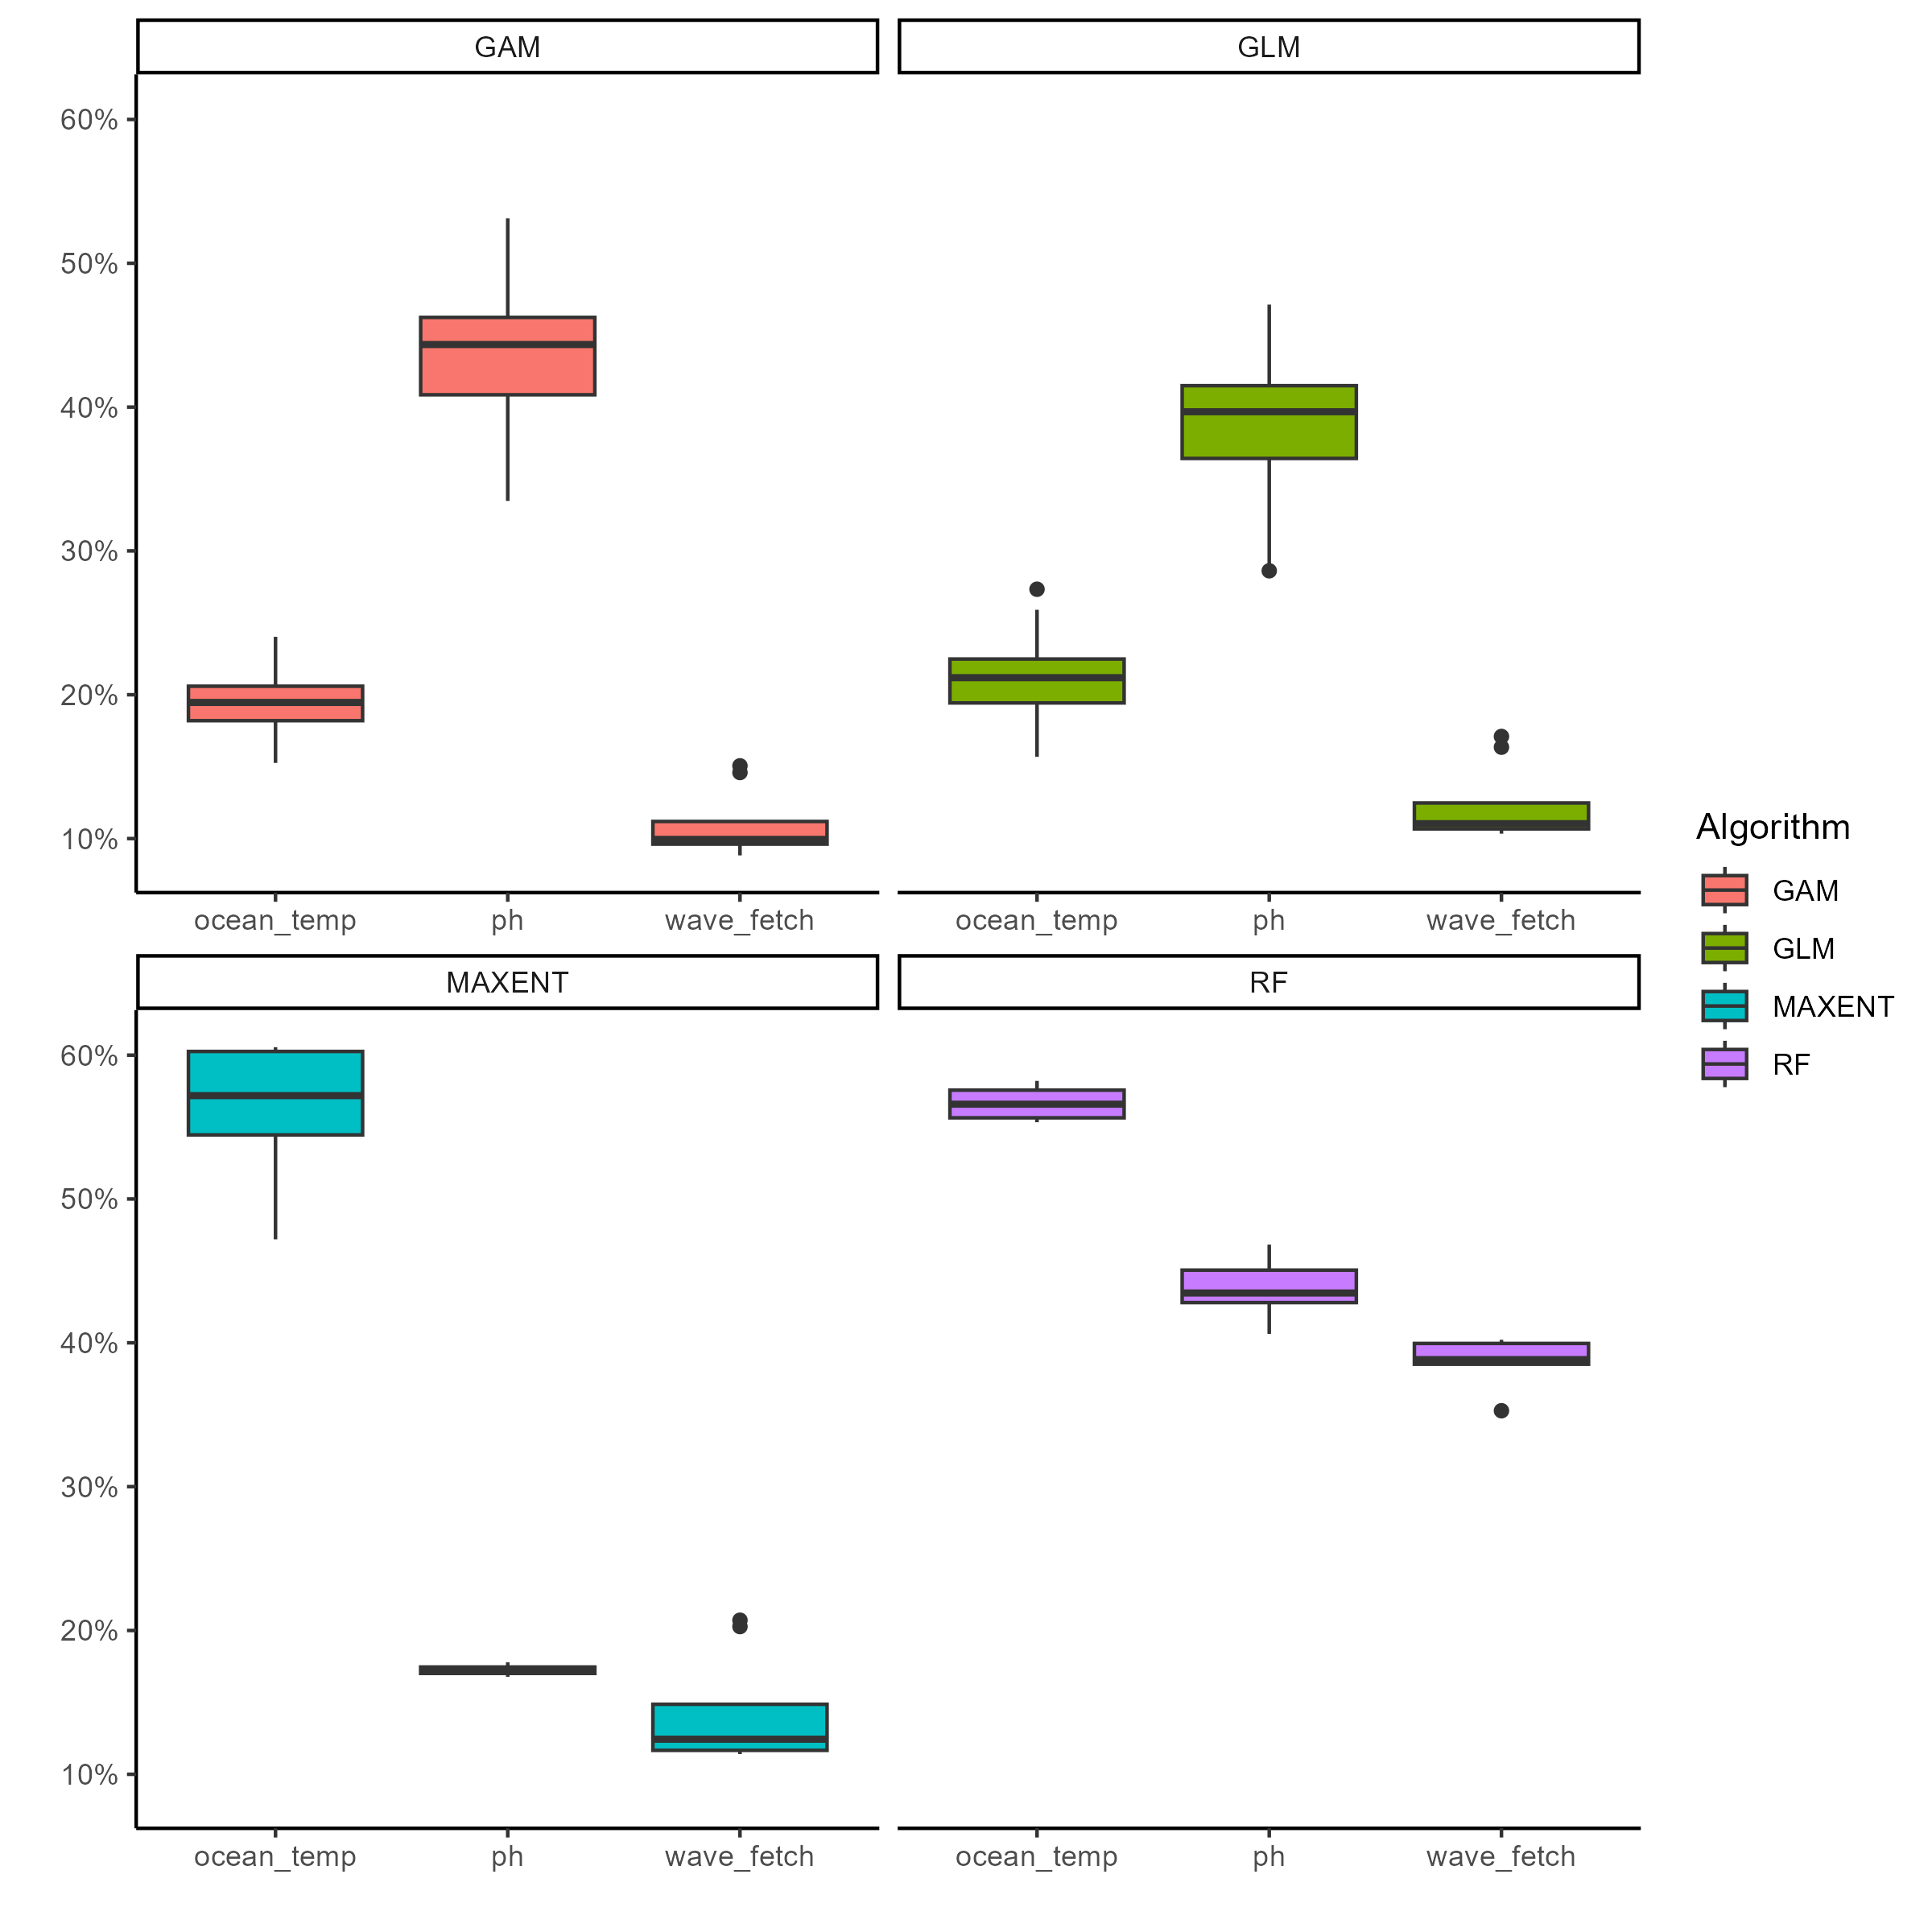 GAM
GLM
60%
50%
40%
30%
20%
10%
ocean_temp
ph
wave_fetch
ocean_temp
ph
wave_fetch
MAXENT
RF
60%
50%
40%
30%
20%
10%
ocean_temp
ph
wave_fetch
ocean_temp
ph
wave_fetch
Algorithm
GAM
GLM
MAXENT
RF